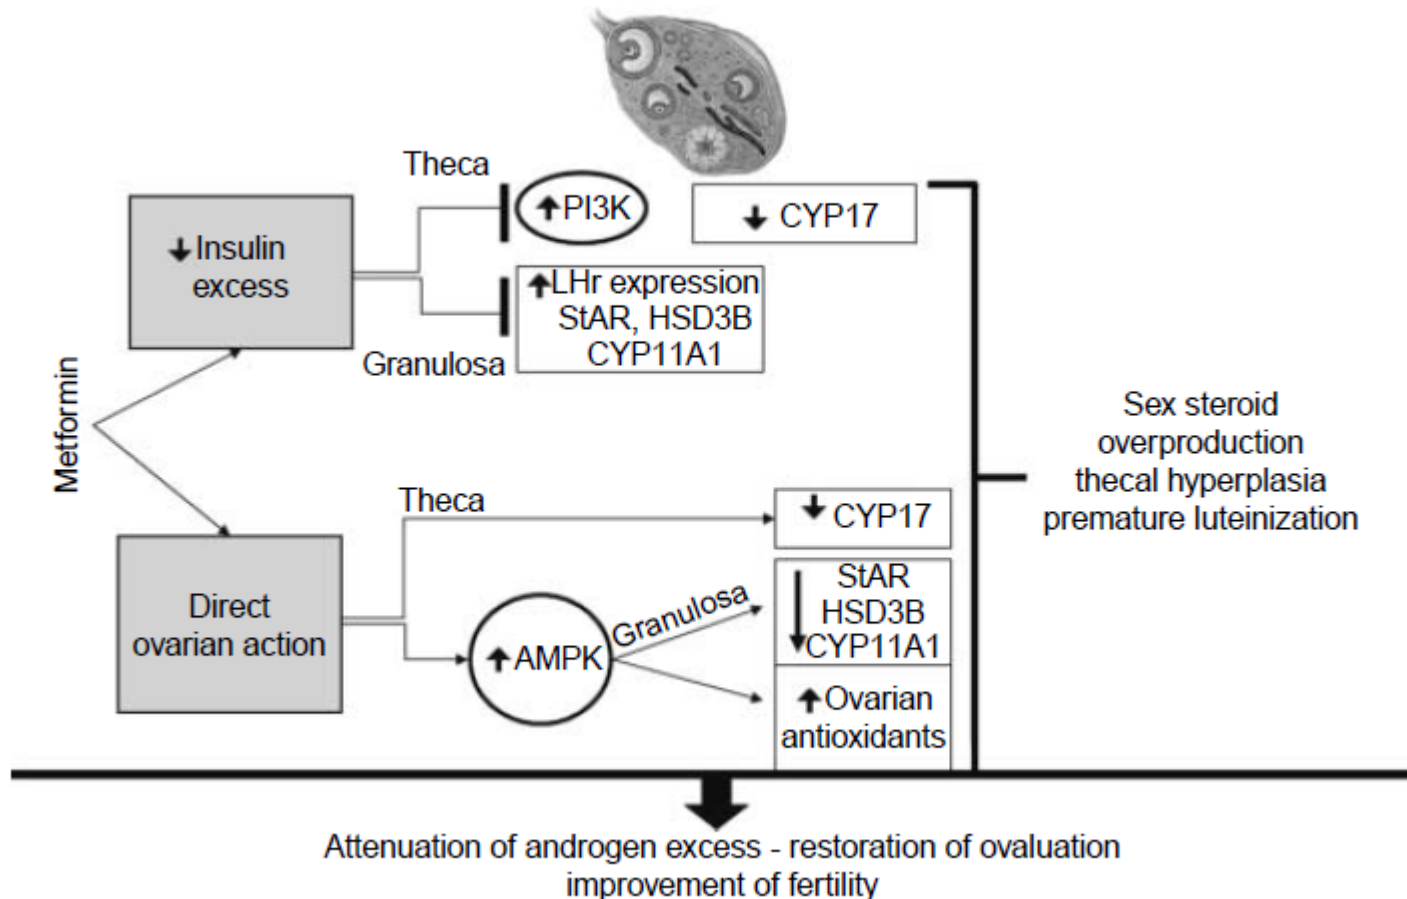 Theca
↑PI3K
↓ CYP17
↓Insulin
excess
↑LHr expression
StAR, HSD3B
CYP11A1
Granulosa
Metformin
Sex steroid
overproduction
thecal hyperplasia
premature luteinization
Theca
↓ CYP17
Direct
ovarian action
↑AMPK
Granulosa
↓ StAR
HSD3B
CYP11A1
↑Ovarian
antioxidants
Attenuation of androgen excess - restoration of ovaluation
improvement of fertility